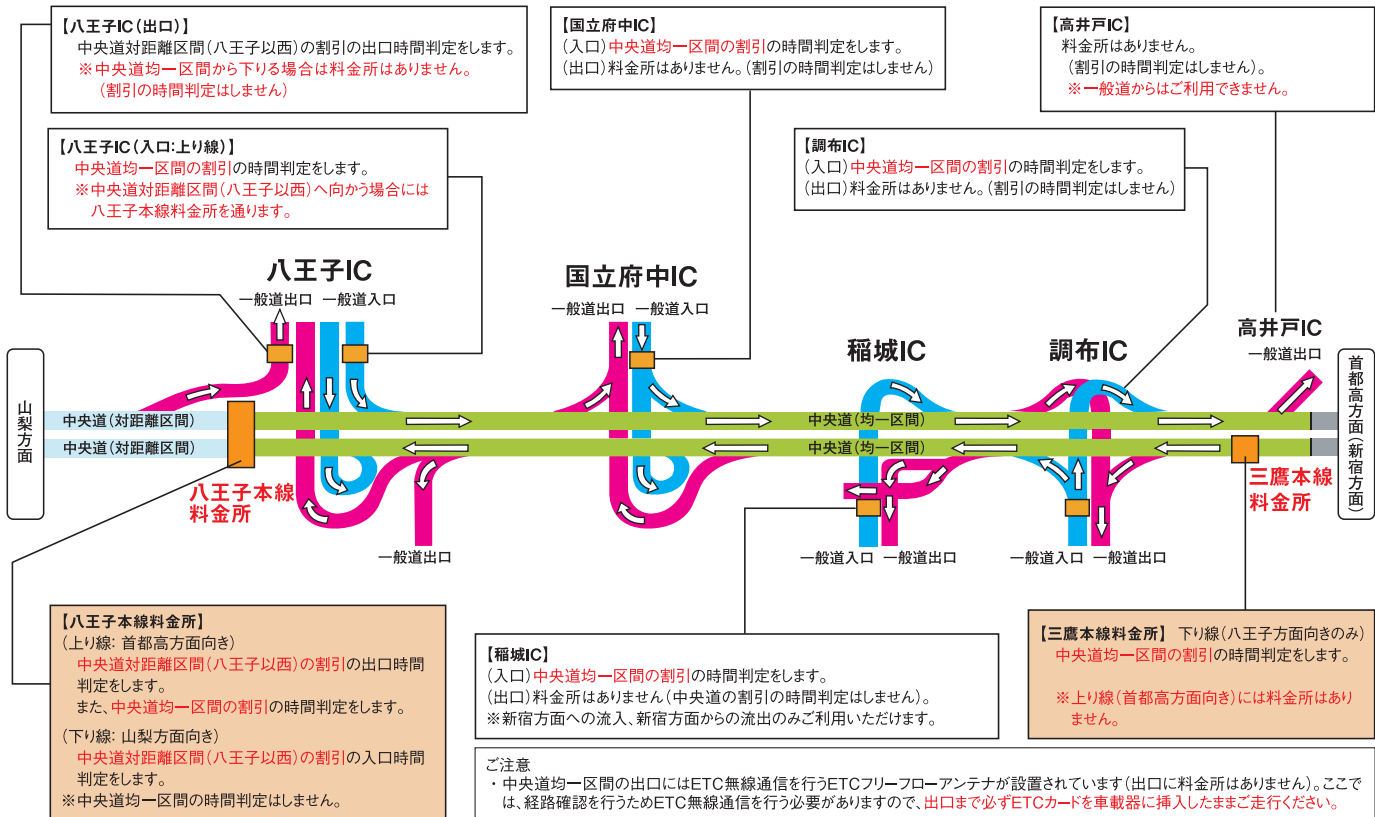 【八王子IC(出口)】
中央道対距離区間(八王子以西)の割引の出口時間判定をします。
※中央道均一区間から下りる場合は料金所はありません。
(割引の時間判定はしません)
【国立府中IC】
(入口)中央道均一区間の割引の時間判定をします。
(出口)料金所はありません。(割引の時間判定はしません)
【高井戸IC】
料金所はありません。
(割引の時間判定はしません)。
※一般道からはご利用できません。
【八王子IC(入口:上り線)】
中央道均一区間の割引の時間判定をします。
※中央道対距離区間(八王子以西)へ向かう場合には
八王子本線料金所を通ります。
【調布IC】
(入口)中央道均一区間の割引の時間判定をします。
(出口)料金所はありません。(割引の時間判定はしません)
八王子IC
一般道出口 一般道入口
国立府中IC
一般道出口 一般道入口
稲城IC
調布IC
高井戸IC
一般道出口
山梨方面
中央道(対距離区間)
中央道(対距離区間)
中央道(均一区間)
中央道(均一区間)
首都高方面(新宿方面)
八王子本線
料金所
三鷹本線
料金所
一般道出口
一般道入口 一般道出口
一般道入口 一般道出口
【八王子本線料金所】
(上り線: 首都高方面向き)
中央道対距離区間(八王子以西)の割引の出口時間
判定をします。
また、中央道均一区間の割引の時間判定をします。
(下り線: 山梨方面向き)
中央道対距離区間(八王子以西)の割引の入口時間
判定をします。
※中央道均一区間の時間判定はしません。
【稲城IC】
(入口)中央道均一区間の割引の時間判定をします。
(出口)料金所はありません(中央道の割引の時間判定はしません)。
※新宿方面への流入、新宿方面からの流出のみご利用いただけます。
【三鷹本線料金所】 下り線(八王子方面向きのみ)
中央道均一区間の割引の時間判定をします。
※上り線(首都高方面向き)には料金所はあり
ません。
ご注意
・中央道均一区間の出口にはETC無線通信を行うETCフリーフローアンテナが設置されています(出口に料金所はありません)。ここで
は、経路確認を行うためETC無線通信を行う必要がありますので、出口まで必ずETCカードを車載器に挿入したままご走行ください。